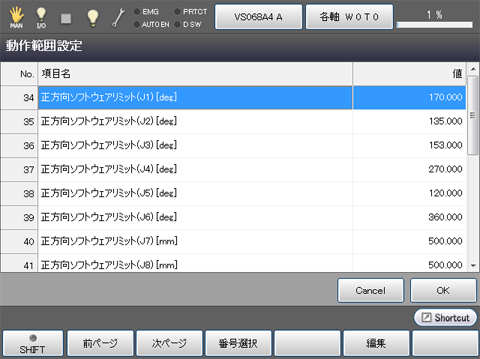 MAN I/O EMG PRTCT VS068A4 A 各軸 W0T0 1 %
AUTO EN D SW
動作範囲設定
No. 項目名 値
34 正方向ソフトウェアリミット(J1) [deg] 170.000
35 正方向ソフトウェアリミット(J2) [deg] 135.000
36 正方向ソフトウェアリミット(J3) [deg] 153.000
37 正方向ソフトウェアリミット(J4) [deg] 270.000
38 正方向ソフトウェアリミット(J5) [deg] 120.000
39 正方向ソフトウェアリミット(J6) [deg] 360.000
40 正方向ソフトウェアリミット(J7) [mm] 500.000
41 正方向ソフトウェアリミット(J8) [mm] 500.000
Cancel OK
Shortcut
SHIFT 前ページ 次ページ 番号選択 編集